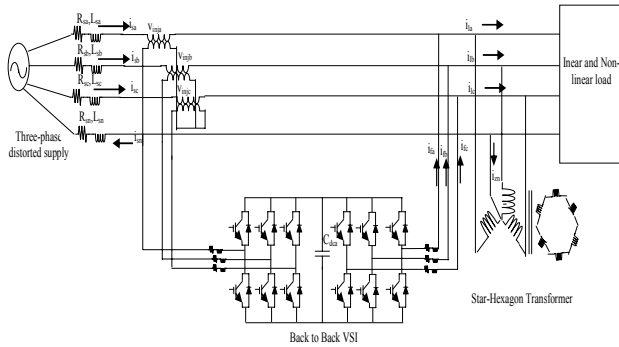 Rsa,Lsa
isa
vinja
ila
Rsb,Lsb
isb
vinjb
ilb
Rsc,Lsc
isc
vinjc
ilc
Inear and Non-
linear load
Rsn,Lsn
isn
Three-phase
distorted supply
ifa
ifb
ifc
izn
Cdca
Star-Hexagon Transformer
Back to Back VSI